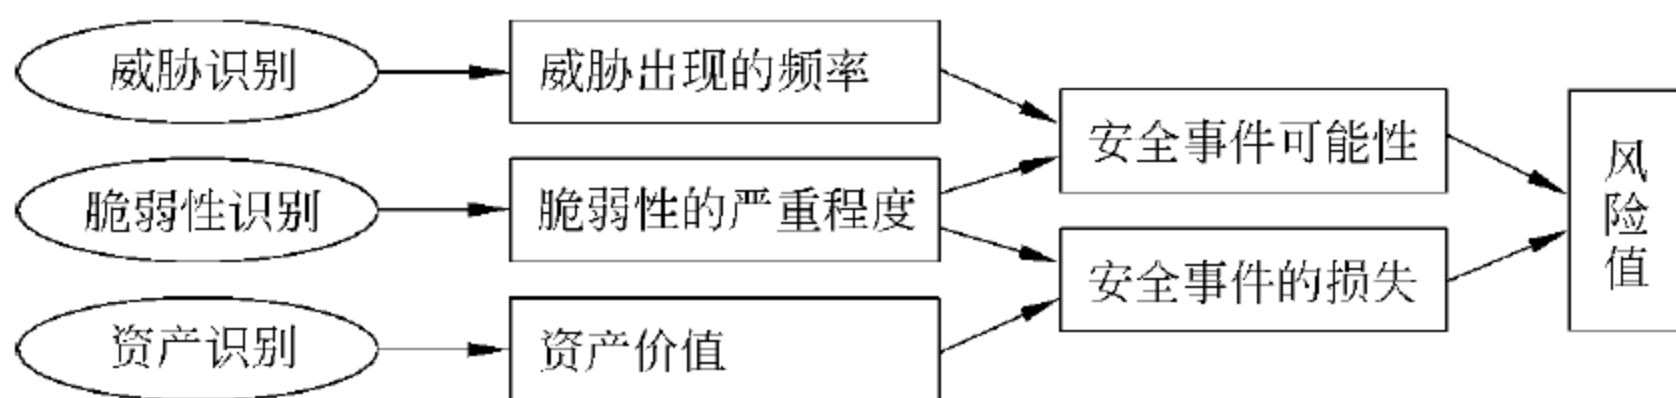 威胁识别
威胁出现的频率
安全事件可能性
脆弱性识别
脆弱性的严重程度
安全事件的损失
资产识别
资产价值
风
险
值